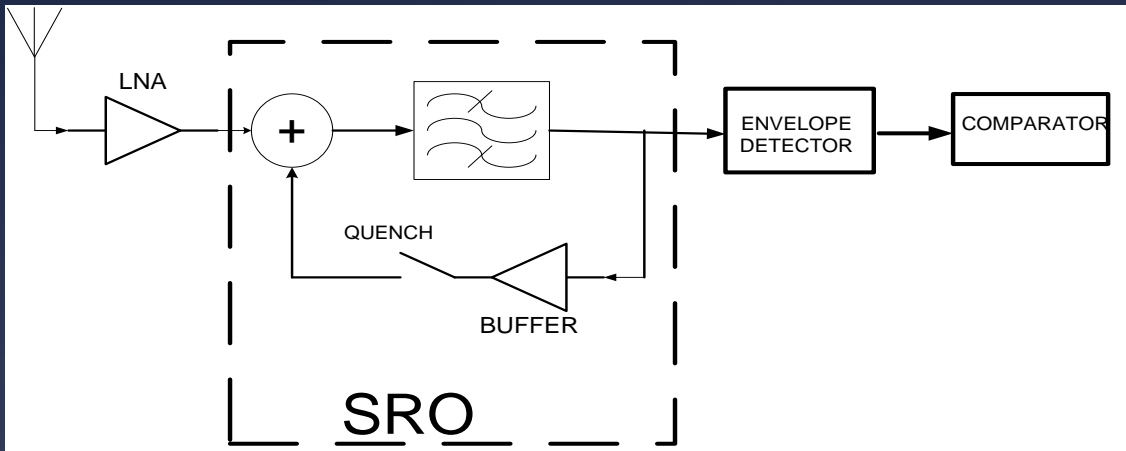 LNA
+
ENVELOPE
DETECTOR
COMPARATOR
QUENCH
BUFFER
SRO